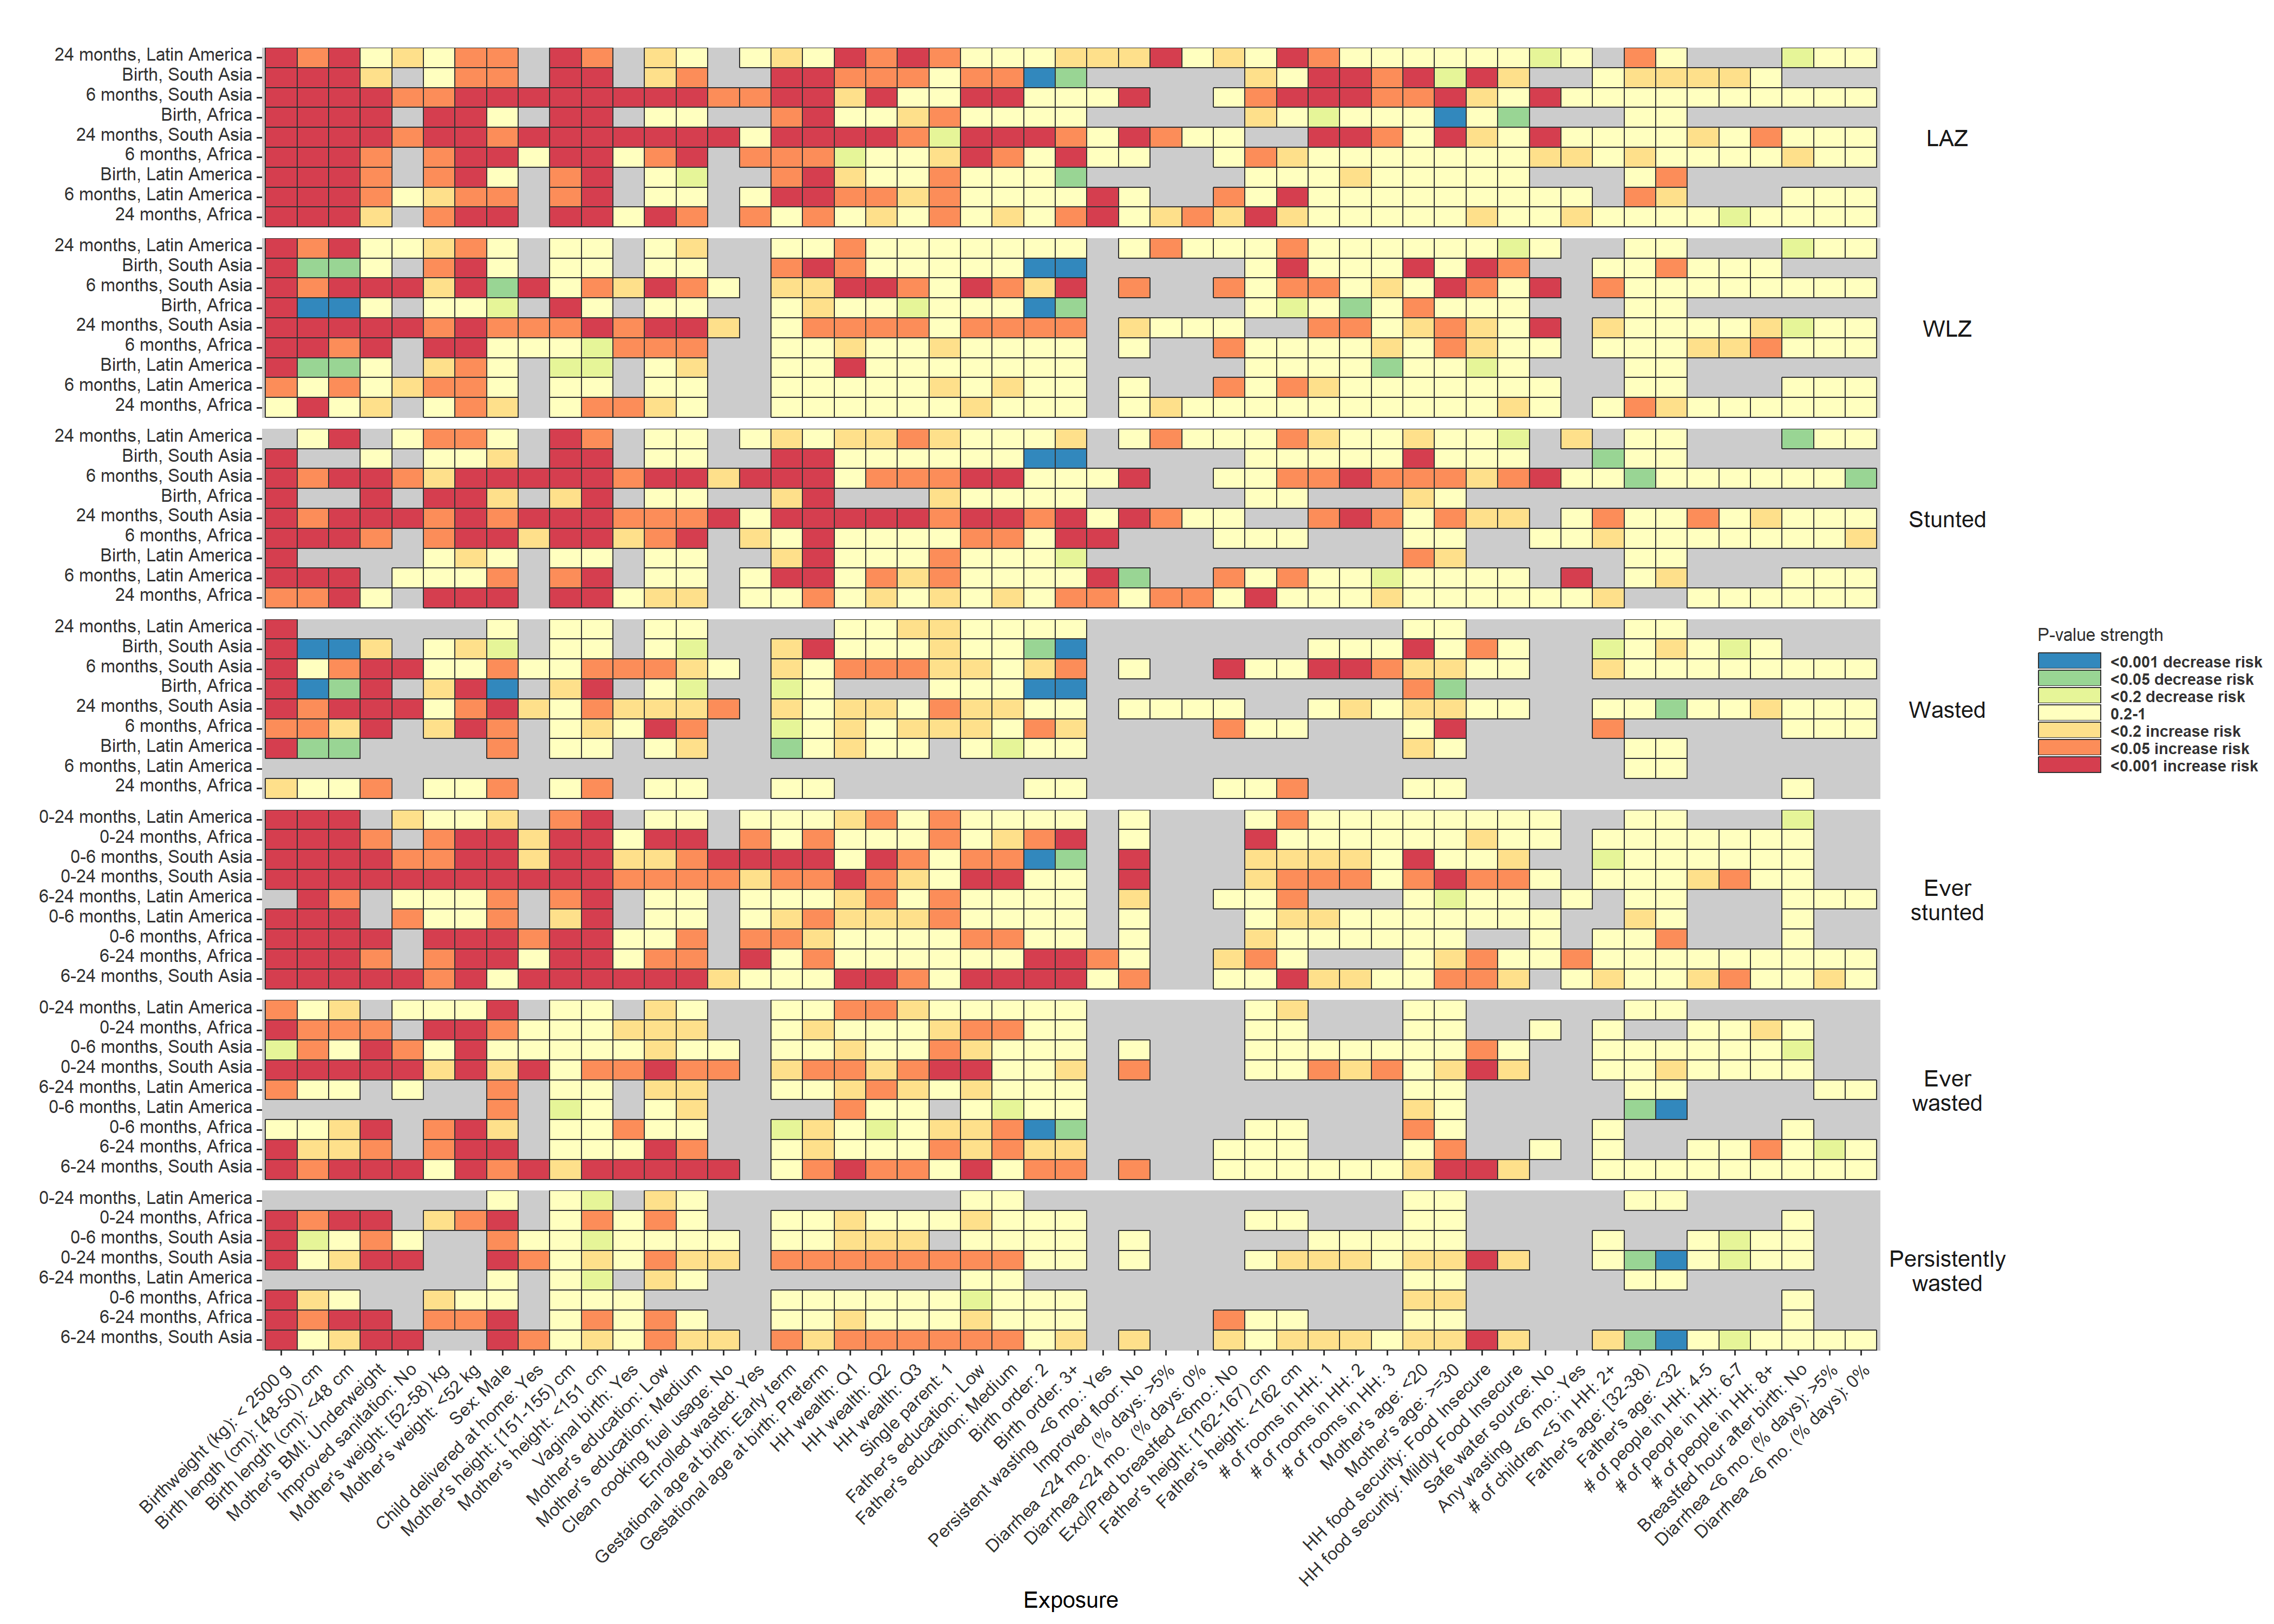 24 months, Latin America
Birth, South Asia
6 months, South Asia
Birth, Africa
24 months, South Asia
6 months, Africa
Birth, Latin America
6 months, Latin America
24 months, Africa
LAZ
24 months, Latin America
Birth, South Asia
6 months, South Asia
Birth, Africa
24 months, South Asia
6 months, Africa
Birth, Latin America
6 months, Latin America
24 months, Africa
WLZ
24 months, Latin America
Birth, South Asia
6 months, South Asia
Birth, Africa
24 months, South Asia
6 months, Africa
Birth, Latin America
6 months, Latin America
24 months, Africa
Stunted
24 months, Latin America
Birth, South Asia
6 months, South Asia
Birth, Africa
24 months, South Asia
6 months, Africa
Birth, Latin America
6 months, Latin America
24 months, Africa
Wasted
0-24 months, Latin America
0-24 months, Africa
0-6 months, South Asia
0-24 months, South Asia
6-24 months, Latin America
0-6 months, Latin America
0-6 months, Africa
6-24 months, Africa
6-24 months, South Asia
Ever
stunted
0-24 months, Latin America
0-24 months, Africa
0-6 months, South Asia
0-24 months, South Asia
6-24 months, Latin America
0-6 months, Latin America
0-6 months, Africa
6-24 months, Africa
6-24 months, South Asia
Ever
wasted
0-24 months, Latin America
0-24 months, Africa
0-6 months, South Asia
0-24 months, South Asia
6-24 months, Latin America
0-6 months, Africa
6-24 months, Africa
6-24 months, South Asia
Persistently
wasted
P-value strength
<0.001 decrease risk
<0.05 decrease risk
<0.2 decrease risk
0.2-1
<0.2 increase risk
<0.05 increase risk
<0.001 increase risk
Birthweight (kg): < 2500 g
Birth length (cm): [48-50) cm
Birth length (cm): <48 cm
Mother's BMI: Underweight
Improved sanitation: No
Mother's weight: [52-58) kg
Mother's weight: <52 kg
Sex: Male
Child delivered at home: Yes
Mother's height: [151-155) cm
Mother's height: <151 cm
Vaginal birth: Yes
Mother's education: Low
Mother's education: Medium
Clean cooking fuel usage: No
Enrolled wasted: Yes
Gestational age at birth: Early term
Gestational age at birth: Preterm
HH wealth: Q1
HH wealth: Q2
HH wealth: Q3
Single parent: 1
Father's education: Low
Father's education: Medium
Birth order: 2
Birth order: 3+
Persistent wasting <6 mo.: Yes
Improved floor: No
Diarrhea <24 mo. (% days: >5%
Diarrhea <24 mo. (% days: 0%
Excl/Pred breastfed <6mo.: No
Father's height: [162-167) cm
Father's height: <162 cm
# of rooms in HH: 1
# of rooms in HH: 2
# of rooms in HH: 3
Mother's age: <20
Mother's age: >=30
HH food security: Food Insecure
HH food security: Mildly Food Insecure
Safe water source: No
Any wasting <6 mo.: Yes
# of children <5 in HH: 2+
Father's age: [32-38)
Father's age: <32
# of people in HH: 4-5
# of people in HH: 6-7
# of people in HH: 8+
Breastfed hour after birth: No
Diarrhea <6 mo. (% days): >5%
Diarrhea <6 mo. (% days): 0%
Exposure